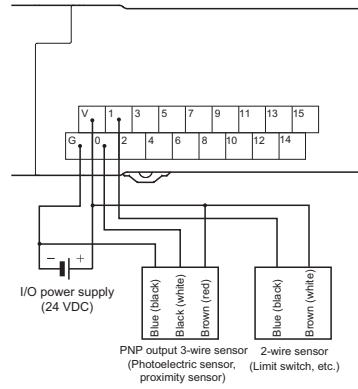 V 1 3 5 7 9 11 13 15
G 0 2 4 6 8 10 12 14
− +
I/O power supply
(24 VDC)
Blue (black)
Black (white)
Brown (red)
PNP output 3-wire sensor
(Photoelectric sensor,
proximity sensor)
Blue (black)
Brown (white)
2-wire sensor
(Limit switch, etc.)